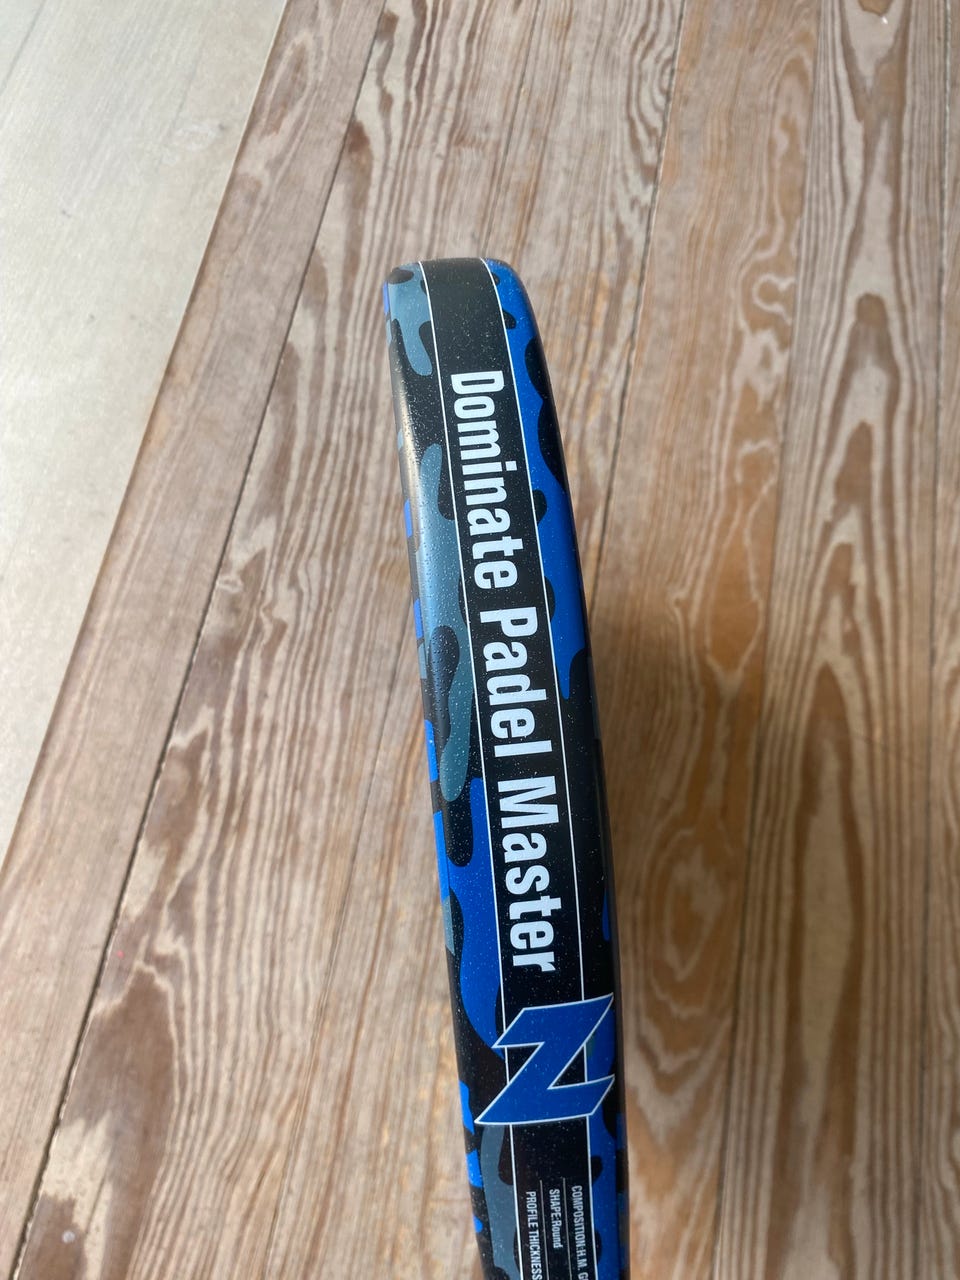 Dominate Padel Master
N
COMPOSITION:H.M.
SHAPE:Round
PROFILE THICKNESS